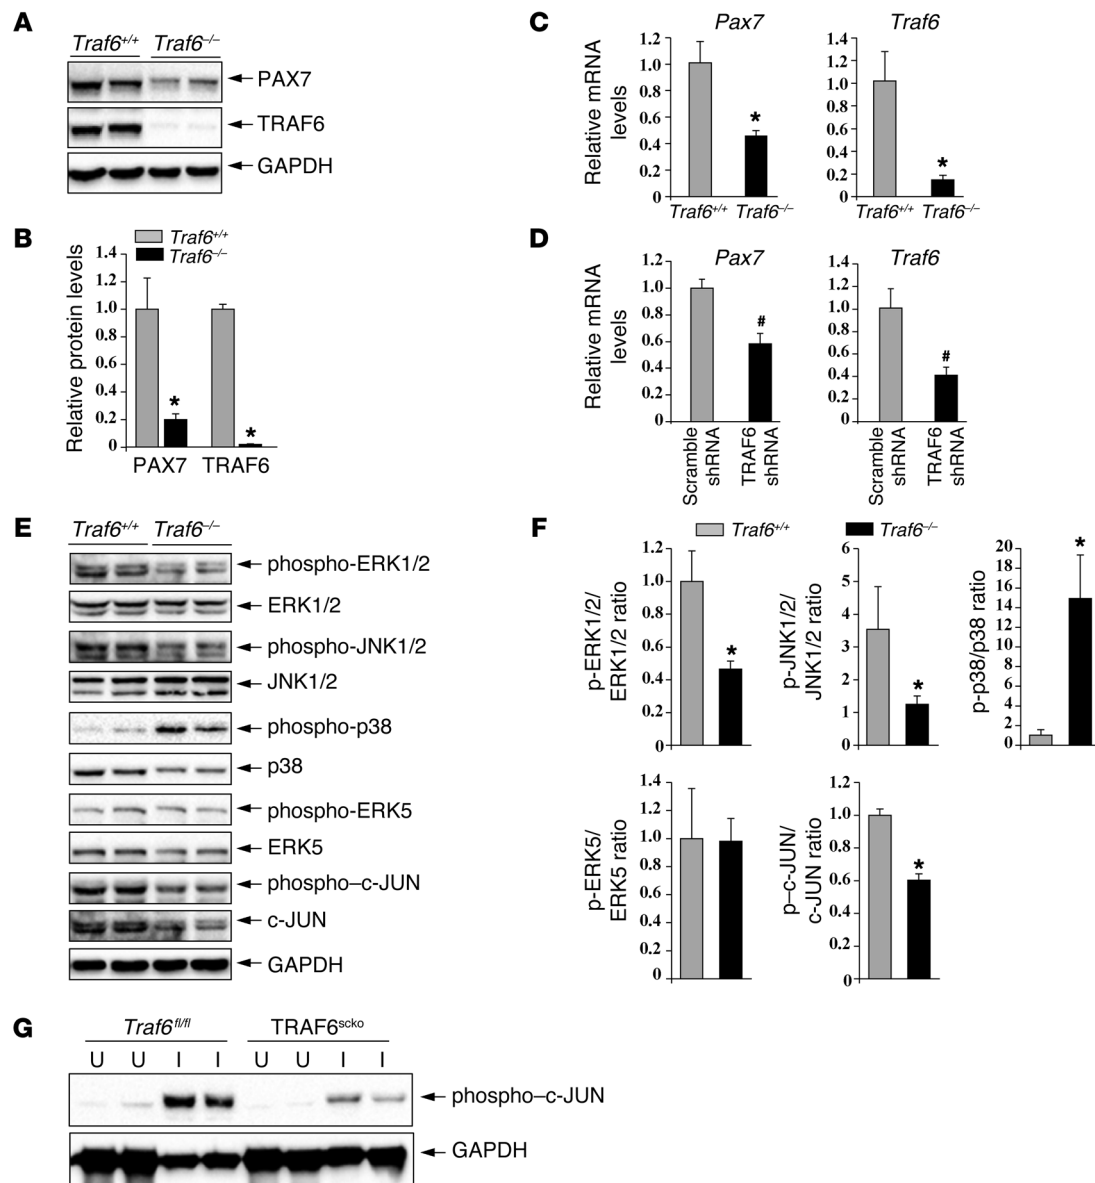 A
Traf6+/+ Traf6–/–
PAX7
TRAF6
GAPDH
B
Traf6+/+
Traf6–/–
Relative protein levels
1.4
1.2
1.0
0.8
0.6
0.4
0.2
0
*
*
PAX7 TRAF6
C
Pax7
Relative mRNA
levels
1.2
1.0
0.8
0.6
0.4
0.2
0
*
Traf6+/+ Traf6–/–
Traf6
1.4
1.2
1.0
0.8
0.6
0.4
0.2
0
*
Traf6+/+ Traf6–/–
D
Pax7
Relative mRNA
levels
1.2
1.0
0.8
0.6
0.4
0.2
0
#
Scramble
shRNA
TRAF6
shRNA
Traf6
1.4
1.2
1.0
0.8
0.6
0.4
0.2
0
#
Scramble
shRNA
TRAF6
shRNA
E
Traf6+/+ Traf6–/–
phospho-ERK1/2
ERK1/2
phospho-JNK1/2
JNK1/2
phospho-p38
p38
phospho-ERK5
ERK5
phospho–c-JUN
c-JUN
GAPDH
F
Traf6+/+ Traf6–/–
p-ERK1/2/
ERK1/2 ratio
1.2
1.0
0.8
0.6
0.4
0.2
0
*
p-JNK1/2/
JNK1/2 ratio
6
5
4
3
2
1
0
*
p-p38/p38 ratio
20
18
16
14
12
10
8
6
4
2
0
*
p-ERK5/
ERK5 ratio
1.4
1.2
1.0
0.8
0.6
0.4
0.2
0
p–c-JUN/
c-JUN ratio
1.2
1.0
0.8
0.6
0.4
0.2
0
*
G
Traf6fl/fl TRAF6scko
U U I I U U I I
phospho–c-JUN
GAPDH